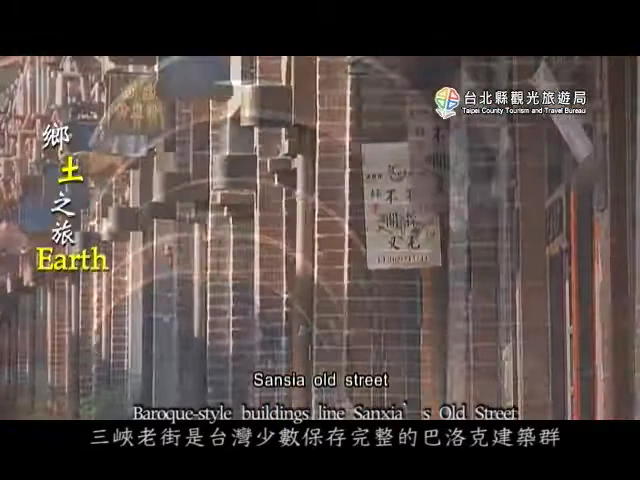 台北縣觀光旅遊局
Taipei County Tourism and Travel Bureau
鄉土之旅
Earth
Sansia old street
Baroque-style buildings line Sanxia's Old Street
三峽老街是台灣少數保存完整的巴洛克建築群